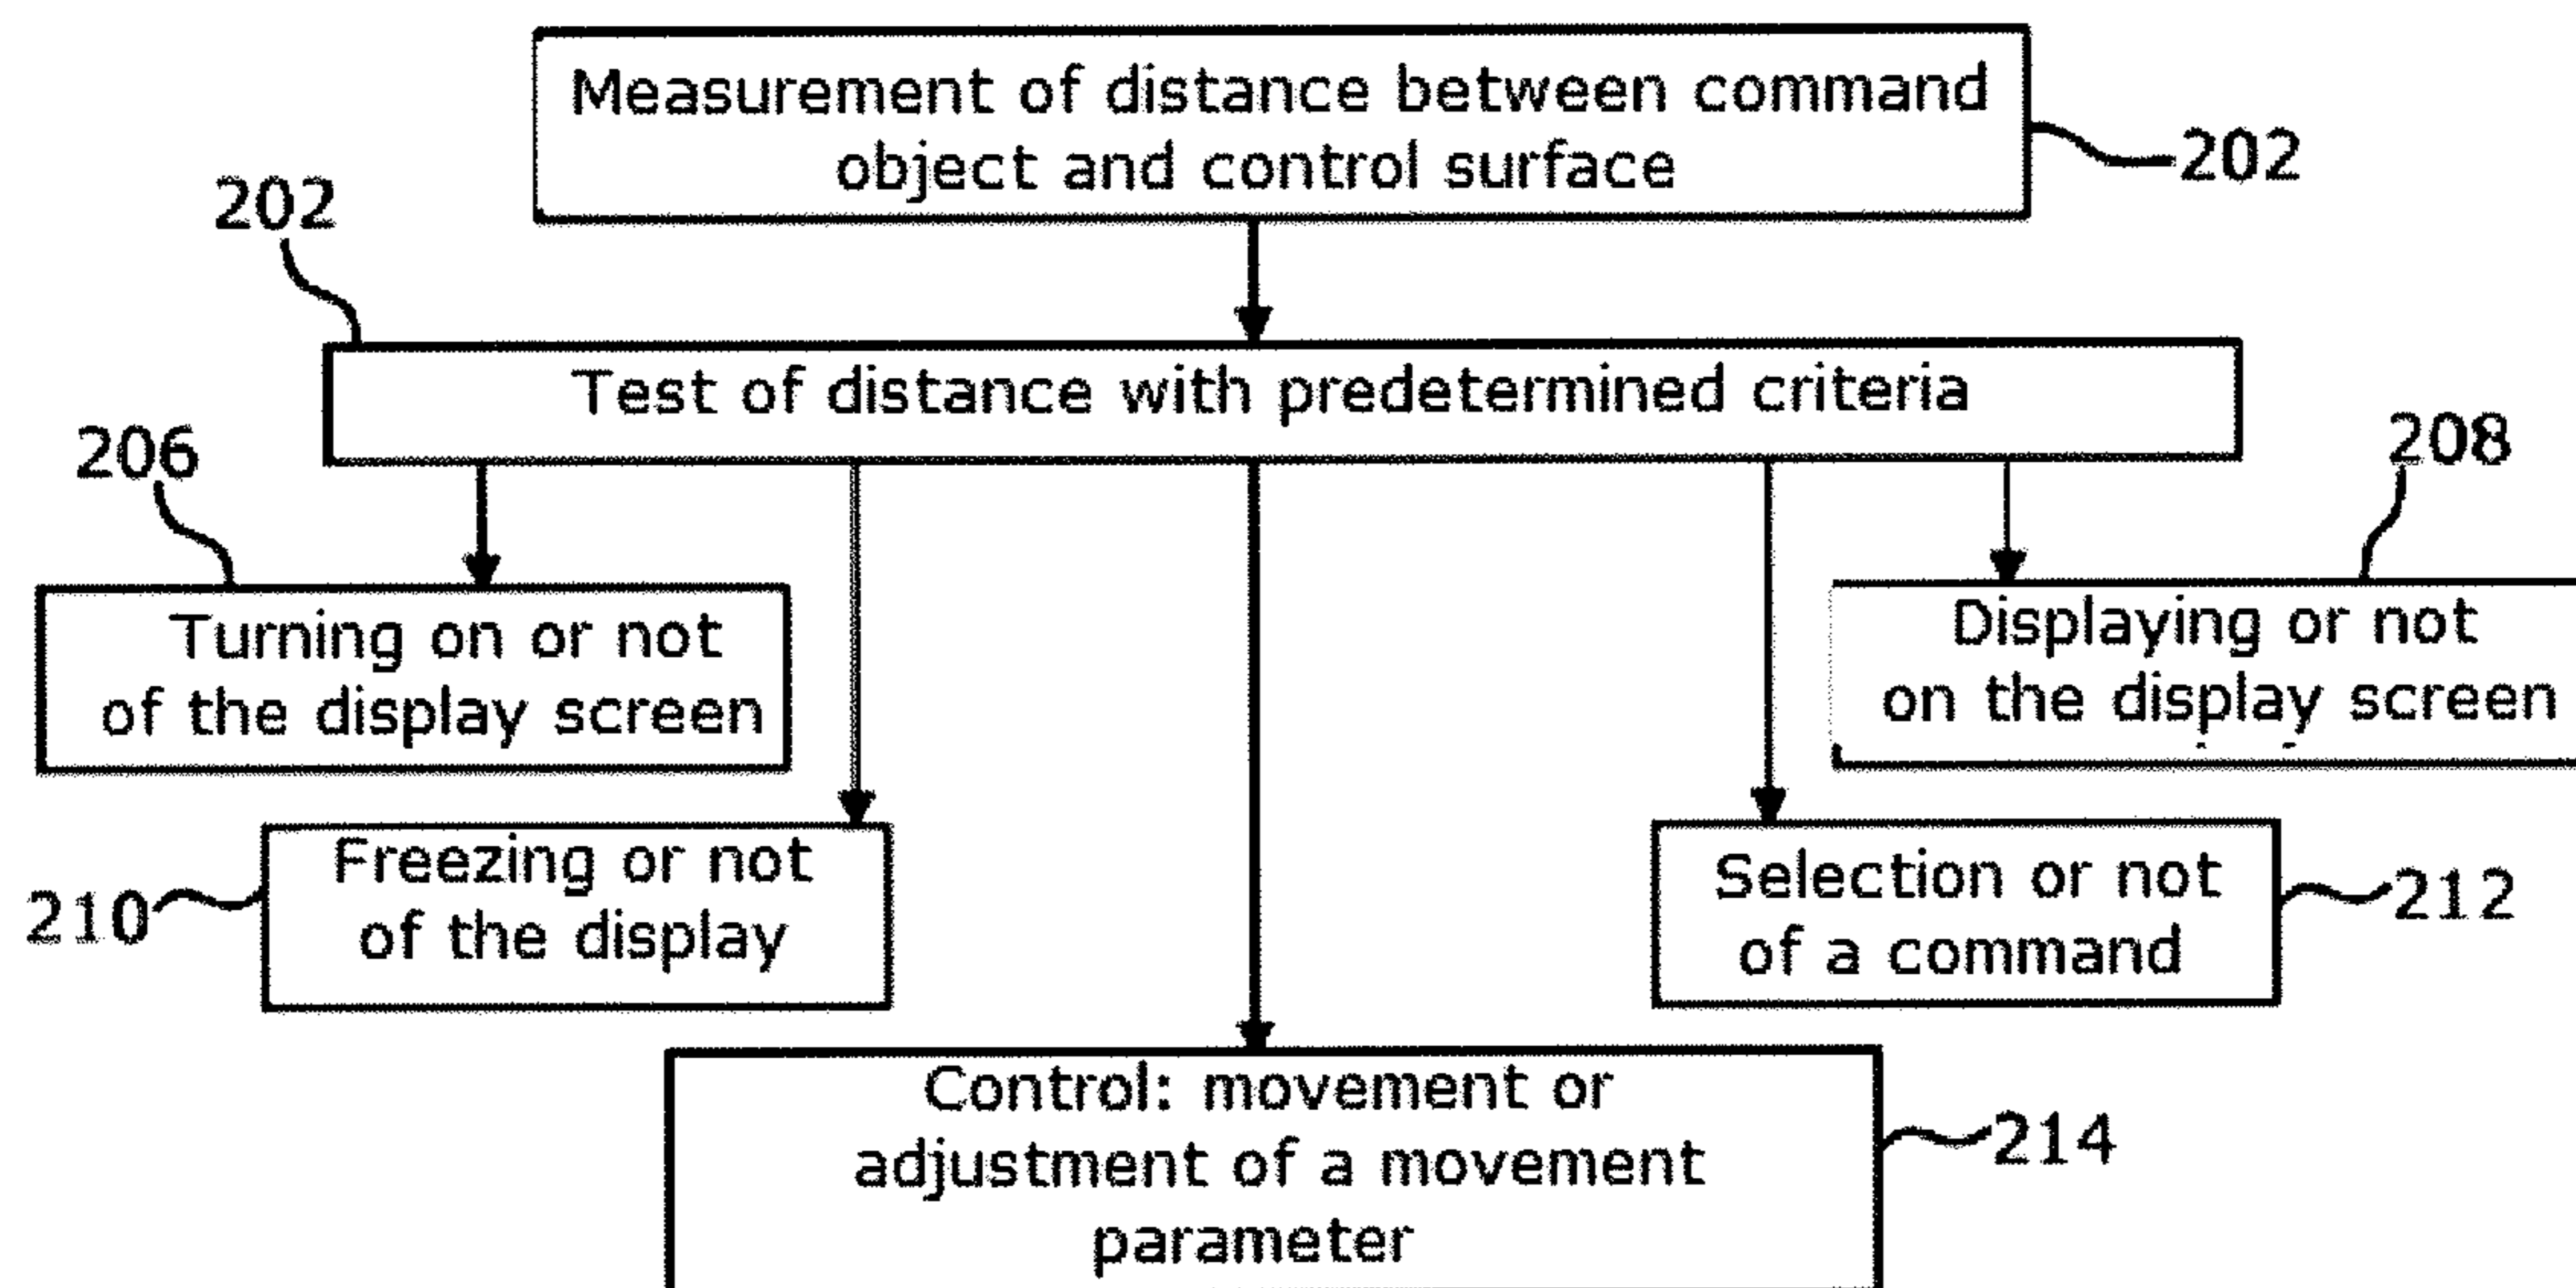 Measurement of distance between command
object and control surface
202
202
Test of distance with predetermined criteria
206
208
Turning on or not
of the display screen
Displaying or not
on the display screen
210
Freezing or not
of the display
Selection or not
of a command
212
Control: movement or
adjustment of a movement
parameter
214